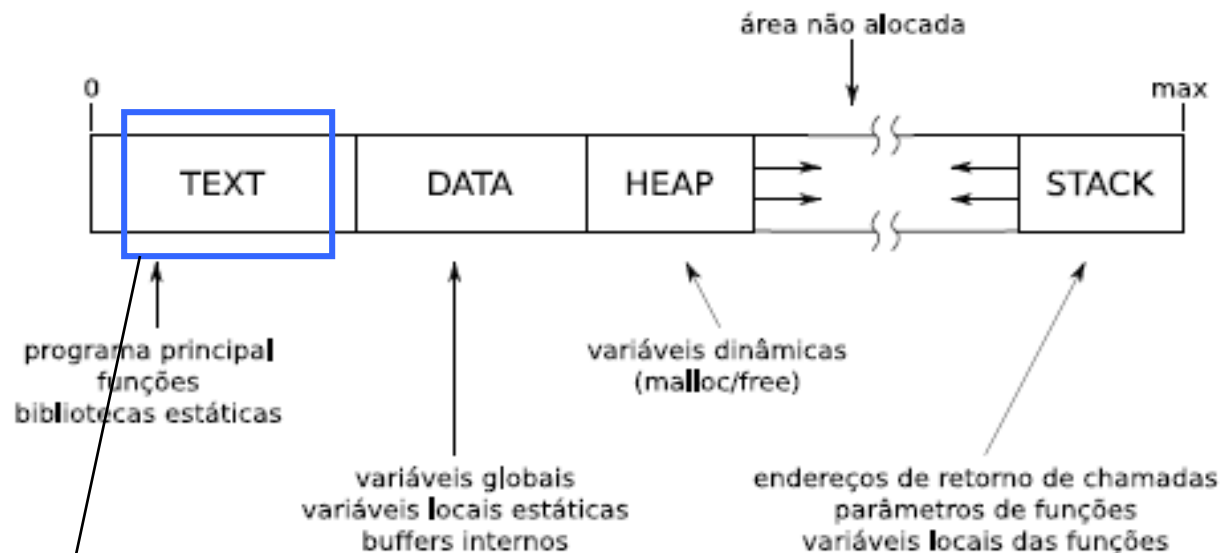 área não alocada
0
max
TEXT
DATA
HEAP
STACK
programa principal
funções
bibliotecas estáticas
variáveis dinâmicas
(malloc/free)
variáveis globais
variáveis locais estáticas
buffers internos
endereços de retorno de chamadas
parâmetros de funções
variáveis locais das funções